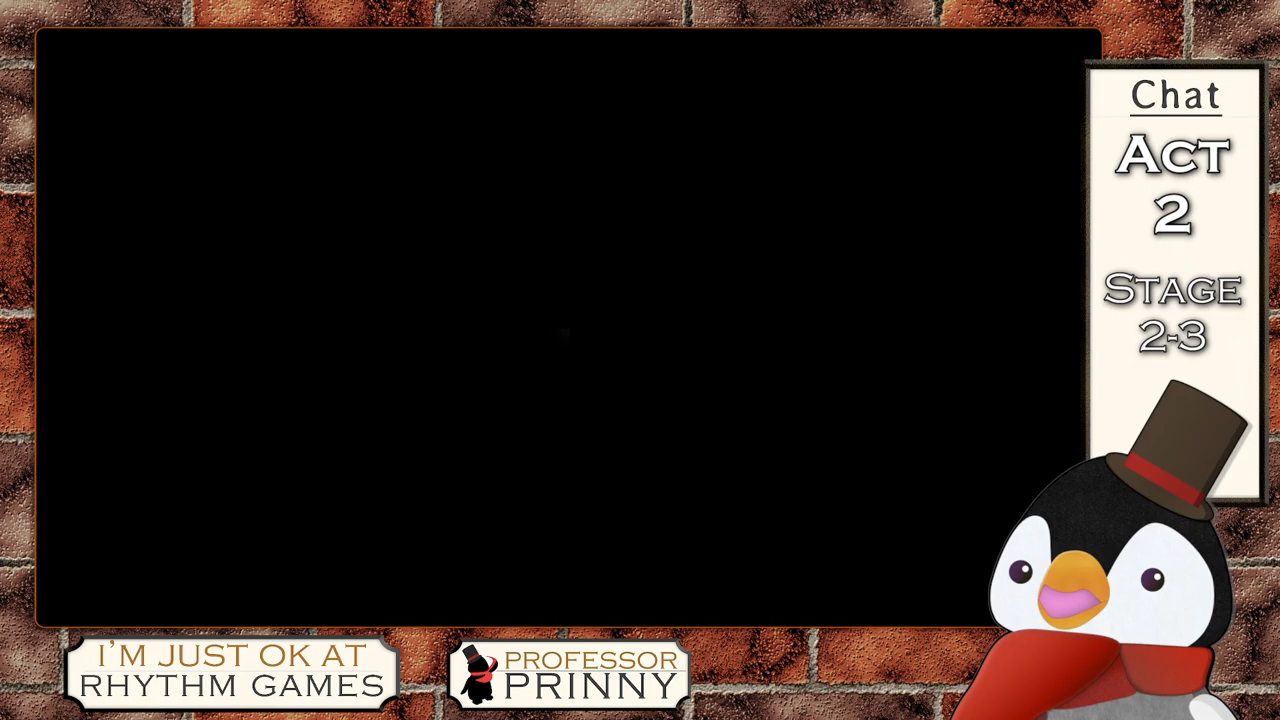 Chat
ACT
2
STAGE
2-3
I'M JUST OK AT
RHYTHM GAMES
PROFESSOR
PRINNY